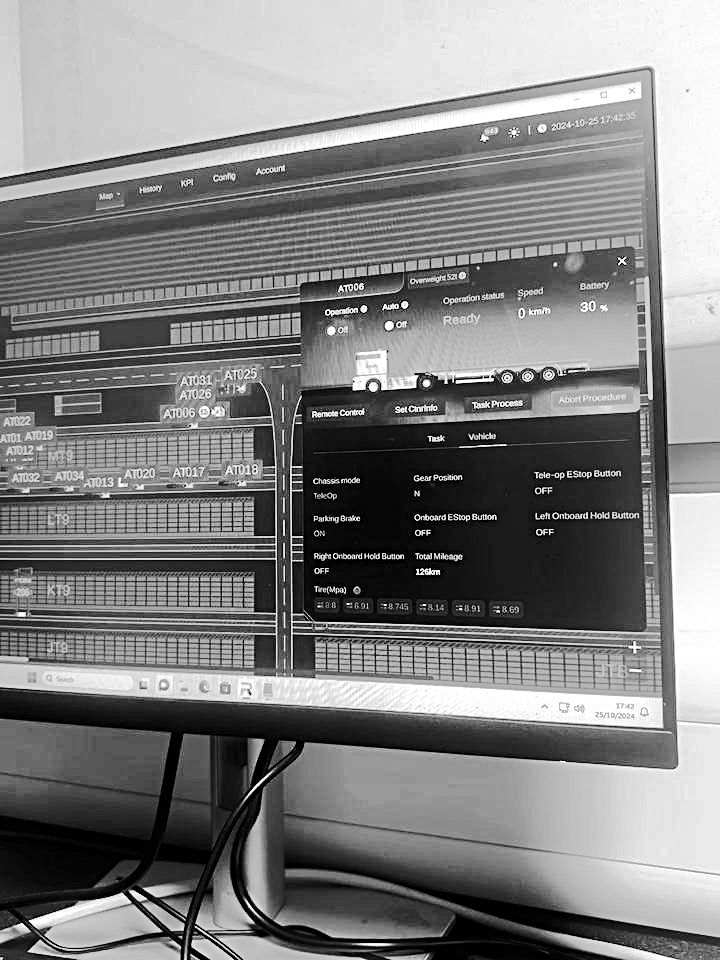 2024-10-25 17:42:35
Map History KPI Config Account
AT006 Overweight 52t
Operation Auto Operation status Speed Battery
Off Off Ready 0 km/h 30 %
Remote Control Set CtnrInfo Task Process Abort Procedure
Task Vehicle
Chassis mode Gear Position Tele-op EStop Button
TeleOp N OFF
Parking Brake Onboard EStop Button Left Onboard Hold Button
ON OFF OFF
Right Onboard Hold Button Total Mileage
OFF 126km
Tire(Mpa)
8.8 8.91 8.745 8.14 8.91 8.69
AT031 AT025
AT026
AT006
AT022
AT01 AT019
AT012 MT9
AT032 AT034 AT013 AT020 AT017 AT018
LT9
KT9
JT9
JT8
Search
17:42
25/10/2024